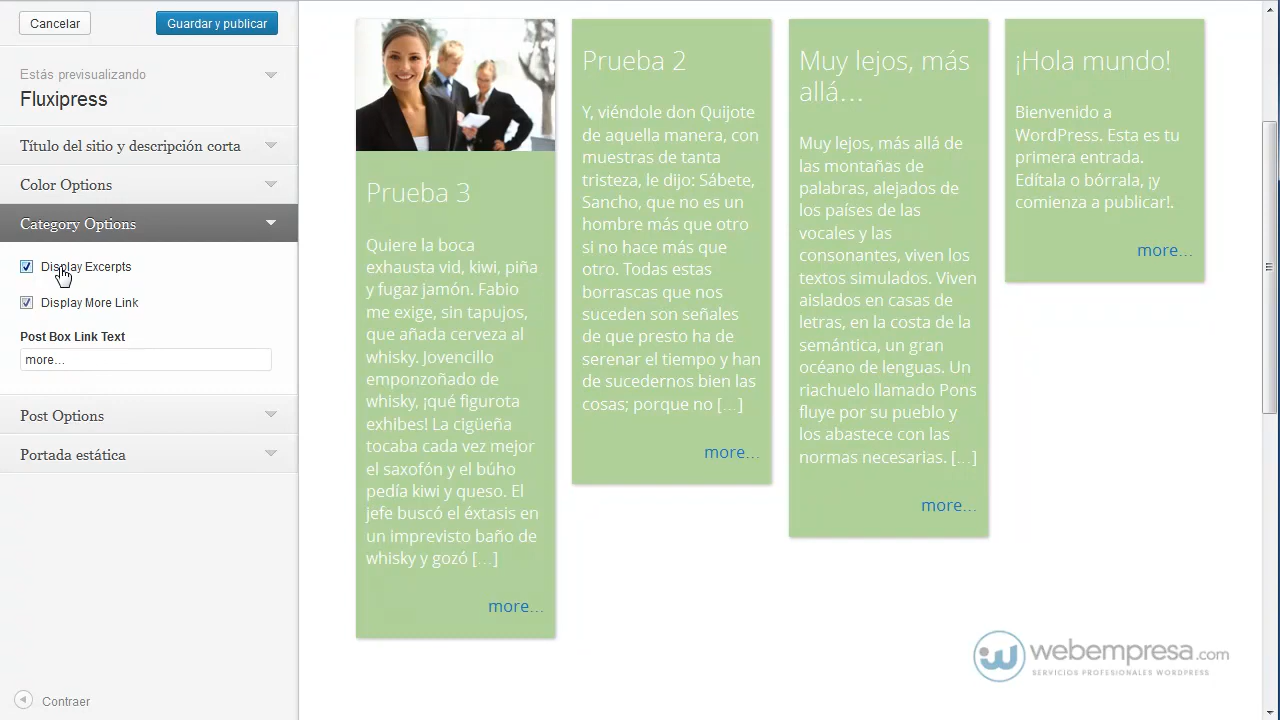 Cancelar
Guardar y publicar
Estás previsualizando
Fluxipress
Título del sitio y descripción corta
Color Options
Category Options
Display Excerpts
Display More Link
Post Box Link Text
more...
Post Options
Portada estática
Contraer
Prueba 3
Quiere la boca
exhausta vid, kiwi, piña
y fugaz jamón. Fabio
me exige, sin tapujos,
que añada cerveza al
whisky. Jovencillo
emponzoñado de
whisky, ¡qué figurota
exhibes! La cigüeña
tocaba cada vez mejor
el saxofón y el búho
pedía kiwi y queso. El
jefe buscó el éxtasis en
un imprevisto baño de
whisky y gozó […]
more...
Prueba 2
Y, viéndole don Quijote
de aquella manera, con
muestras de tanta
tristeza, le dijo: Sábete,
Sancho, que no es un
hombre más que otro
si no hace más que
otro. Todas estas
borrascas que nos
suceden son señales
de que presto ha de
serenar el tiempo y han
de sucedernos bien las
cosas; porque no […]
more...
Muy lejos, más
allá…
Muy lejos, más allá de
las montañas de
palabras, alejados de
los países de las
vocales y las
consonantes, viven los
textos simulados. Viven
aislados en casas de
letras, en la costa de la
semántica, un gran
océano de lenguas. Un
riachuelo llamado Pons
fluye por su pueblo y
los abastece con las
normas necesarias. […]
more...
¡Hola mundo!
Bienvenido a
WordPress. Esta es tu
primera entrada.
Edítala o bórrala, ¡y
comienza a publicar!.
more...
webempresa.com
SERVICIOS PROFESIONALES WORDPRESS